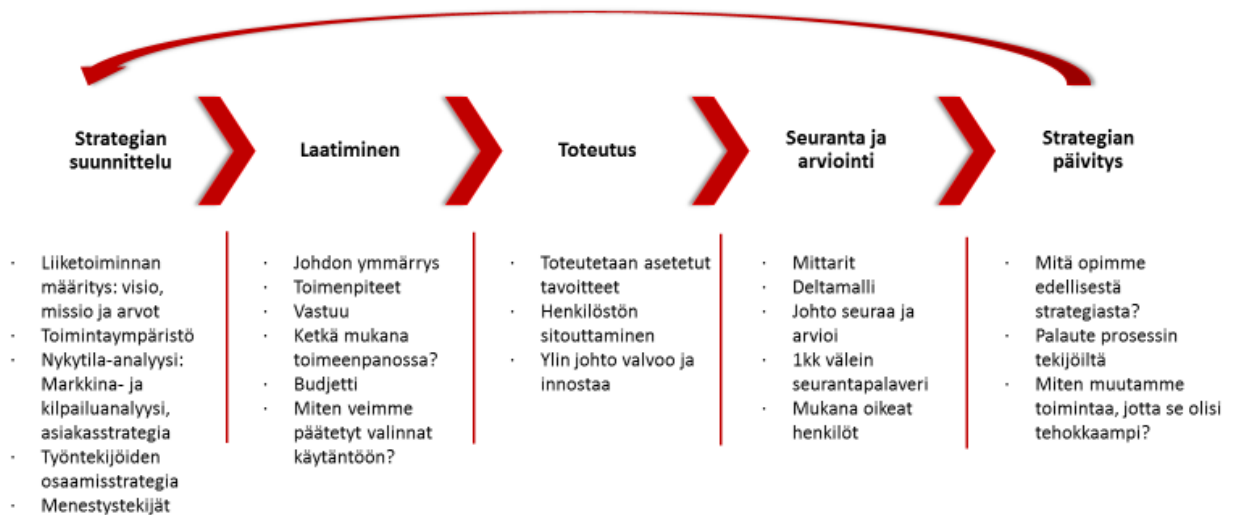 Strategian
suunnittelu
Laatiminen
Toteutus
Seuranta ja
arviointi
Strategian
päivitys
· Liiketoiminnan
määritys: visio,
missio ja arvot
· Toimintaympäristö
· Nykytila-analyysi:
Markkina- ja
kilpailuanalyysi,
asiakasstrategia
· Työntekijöiden
osaamisstrategia
· Menestystekijät
· Johdon ymmärrys
· Toimenpiteet
· Vastuu
· Ketkä mukana
toimeenpanossa?
· Budjetti
· Miten veimme
päätetyt valinnat
käytäntöön?
· Toteutetaan asetetut
tavoitteet
· Henkilöstön
sitouttaminen
· Ylin johto valvoo ja
innostaa
· Mittarit
· Deltamalli
· Johto seuraa ja
arvioi
· 1kk välein
seurantapalaveri
· Mukana oikeat
henkilöt
· Mitä opimme
edellisestä
strategiasta?
· Palaute prosessin
tekijöiltä
· Miten muutamme
toimintaa, jotta se olisi
tehokkaampi?